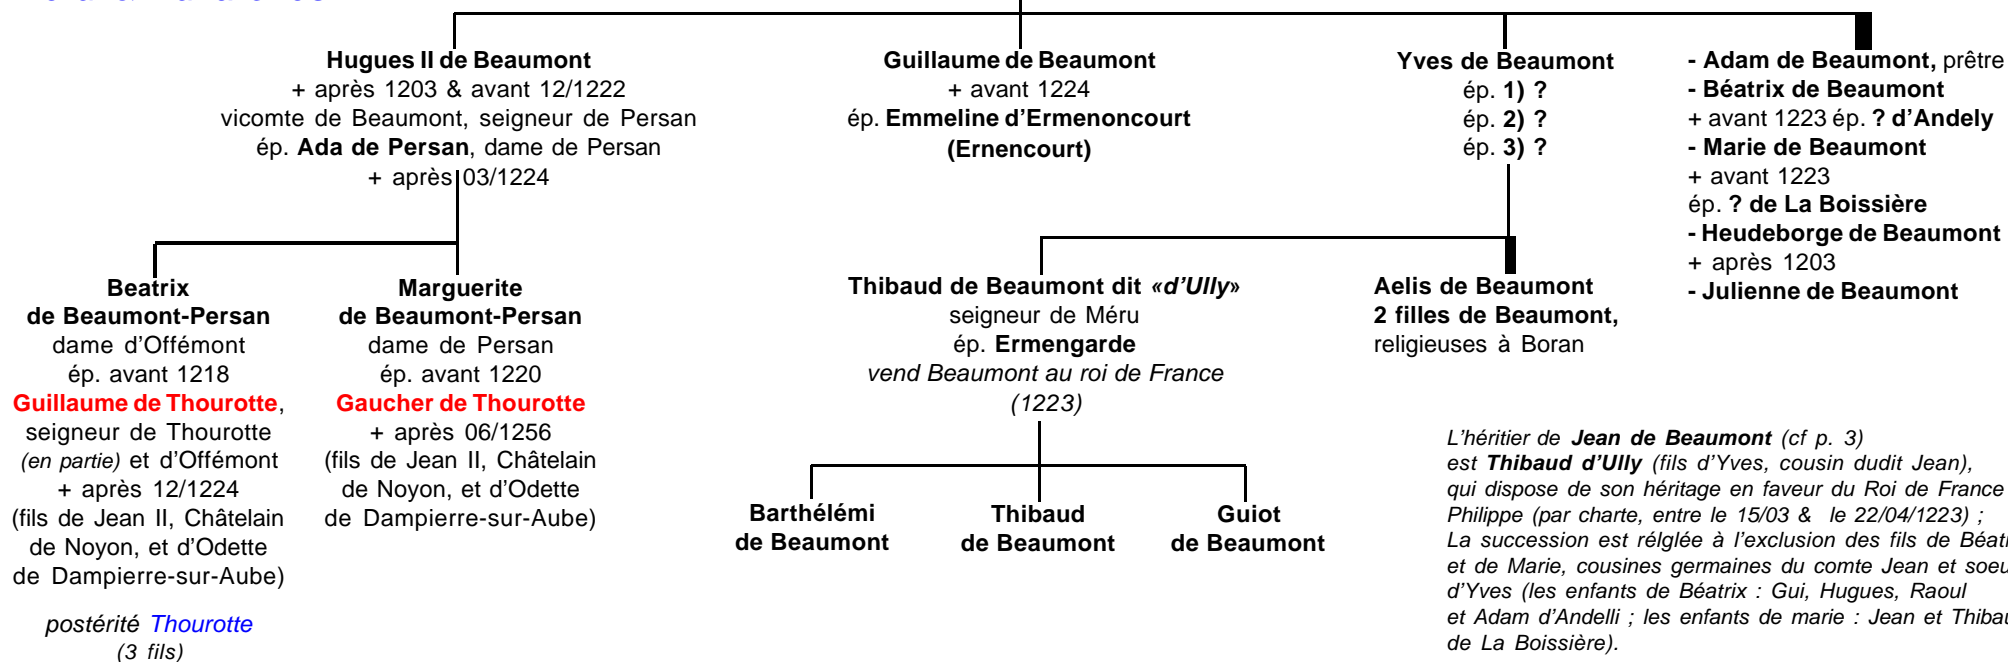 Hugues II de Beaumont
+ après 1203 & avant 12/1222
vicomte de Beaumont, seigneur de Persan
ép. Ada de Persan, dame de Persan
+ après 03/1224
Guillaume de Beaumont
+ avant 1224
ép. Emmeline d’Ermenoncourt
(Ernencourt)
Yves de Beaumont
ép. 1) ?
ép. 2) ?
ép. 3) ?
- Adam de Beaumont, prêtre
- Béatrix de Beaumont
+ avant 1223 ép. ? d’Andely
- Marie de Beaumont
+ avant 1223
ép. ? de La Boissière
- Heudeborge de Beaumont
+ après 1203
- Julienne de Beaumont
Beatrix
de Beaumont-Persan
dame d’Offémont
ép. avant 1218
Guillaume de Thourotte,
seigneur de Thourotte
(en partie) et d’Offémont
+ après 12/1224
(fils de Jean II, Châtelain
de Noyon, et d’Odette
de Dampierre-sur-Aube)
postérité Thourotte
(3 fils)
Marguerite
de Beaumont-Persan
dame de Persan
ép. avant 1220
Gaucher de Thourotte
+ après 06/1256
(fils de Jean II, Châtelain
de Noyon, et d’Odette
de Dampierre-sur-Aube)
Thibaud de Beaumont dit «d’Ully»
seigneur de Méru
ép. Ermengarde
vend Beaumont au roi de France
(1223)
Aelis de Beaumont
2 filles de Beaumont,
religieuses à Boran
Barthélémi
de Beaumont
Thibaud
de Beaumont
Guiot
de Beaumont
L’héritier de Jean de Beaumont (cf p. 3)
est Thibaud d’Ully (fils d’Yves, cousin dudit Jean),
qui dispose de son héritage en faveur du Roi de France
Philippe (par charte, entre le 15/03 & le 22/04/1223) ;
La succession est rélglée à l’exclusion des fils de Béatri
et de Marie, cousines germaines du comte Jean et soeu
d’Yves (les enfants de Béatrix : Gui, Hugues, Raoul
et Adam d’Andelli ; les enfants de marie : Jean et Thibau
de La Boissière).